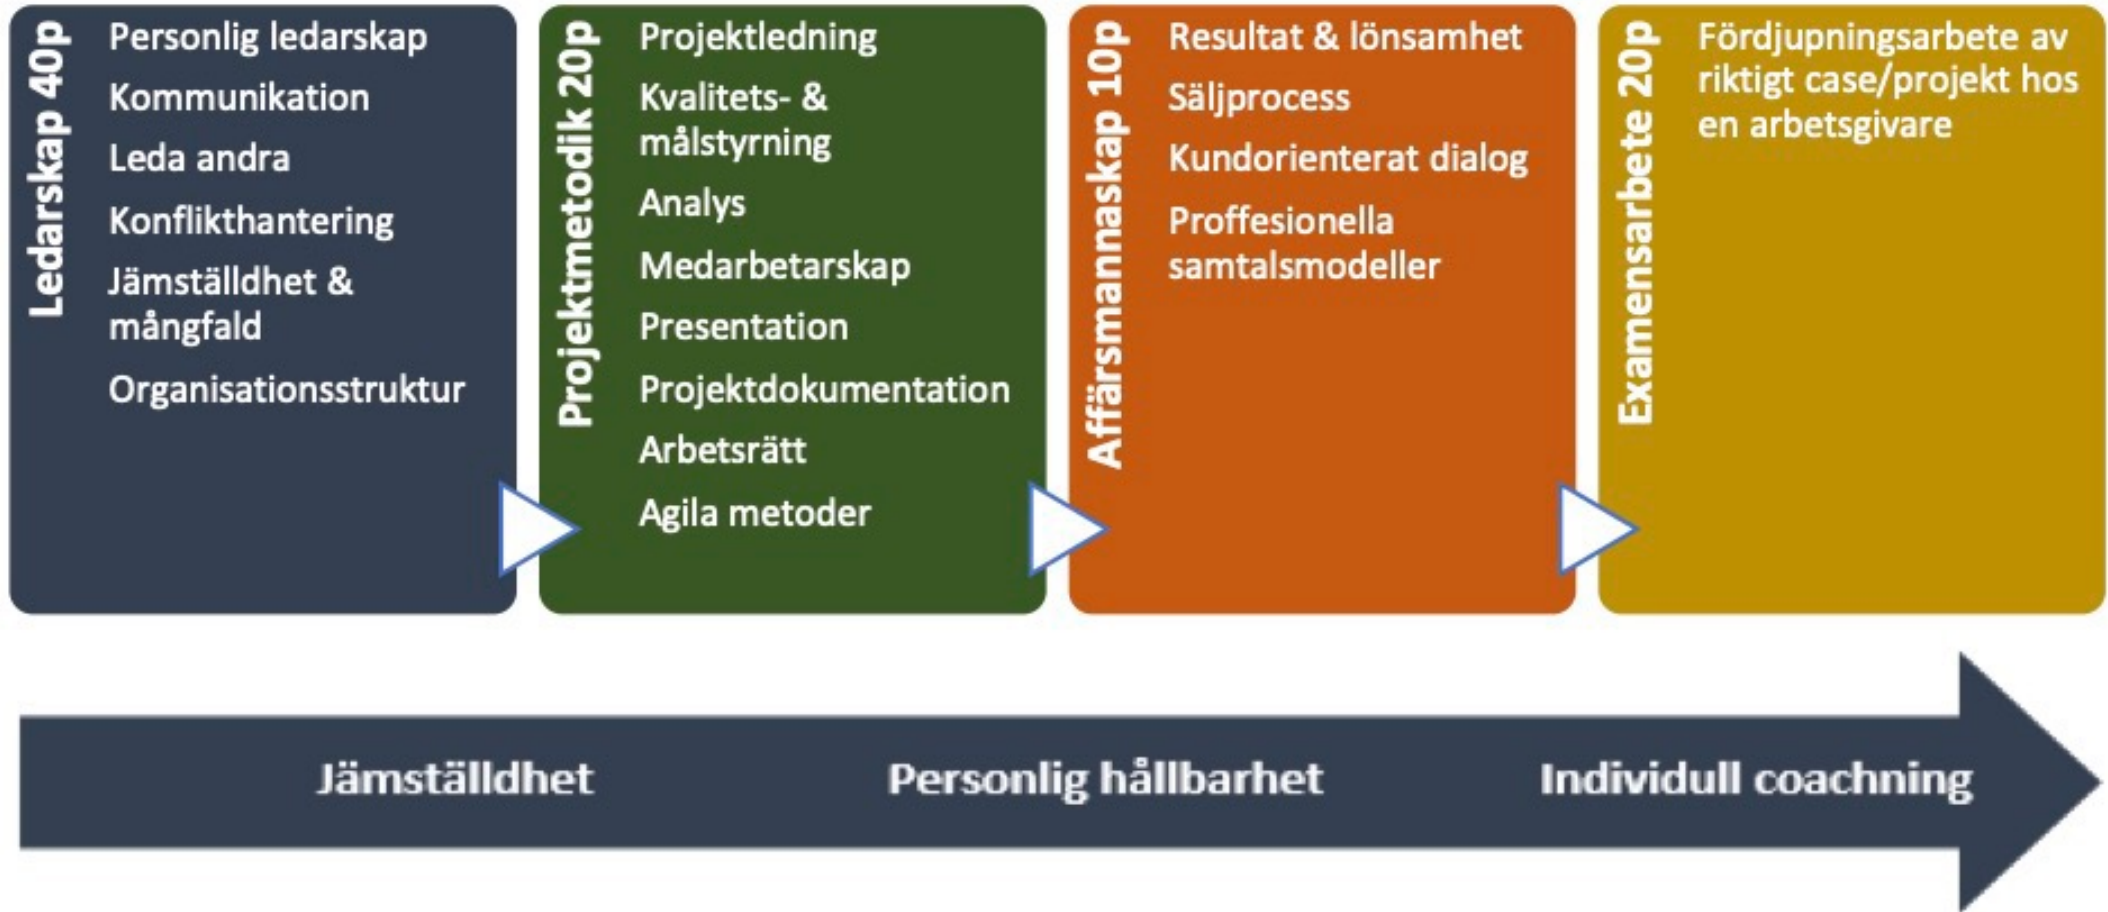 Ledarskap 40p
Personlig ledarskap
Kommunikation
Leda andra
Konflikthantering
Jämställdhet &
mångfald
Organisationsstruktur
Projektmetodik 20p
Projektledning
Kvalitets- &
målstyrning
Analys
Medarbetarskap
Presentation
Projektdokumentation
Arbetsrätt
Agila metoder
Affärsmannaskap 10p
Resultat & lönsamhet
Säljprocess
Kundorienterat dialog
Proffesionella
samtalsmodeller
Examensarbete 20p
Fördjupningsarbete av
riktigt case/projekt hos
en arbetsgivare
Jämställdhet
Personlig hållbarhet
Individull coachning